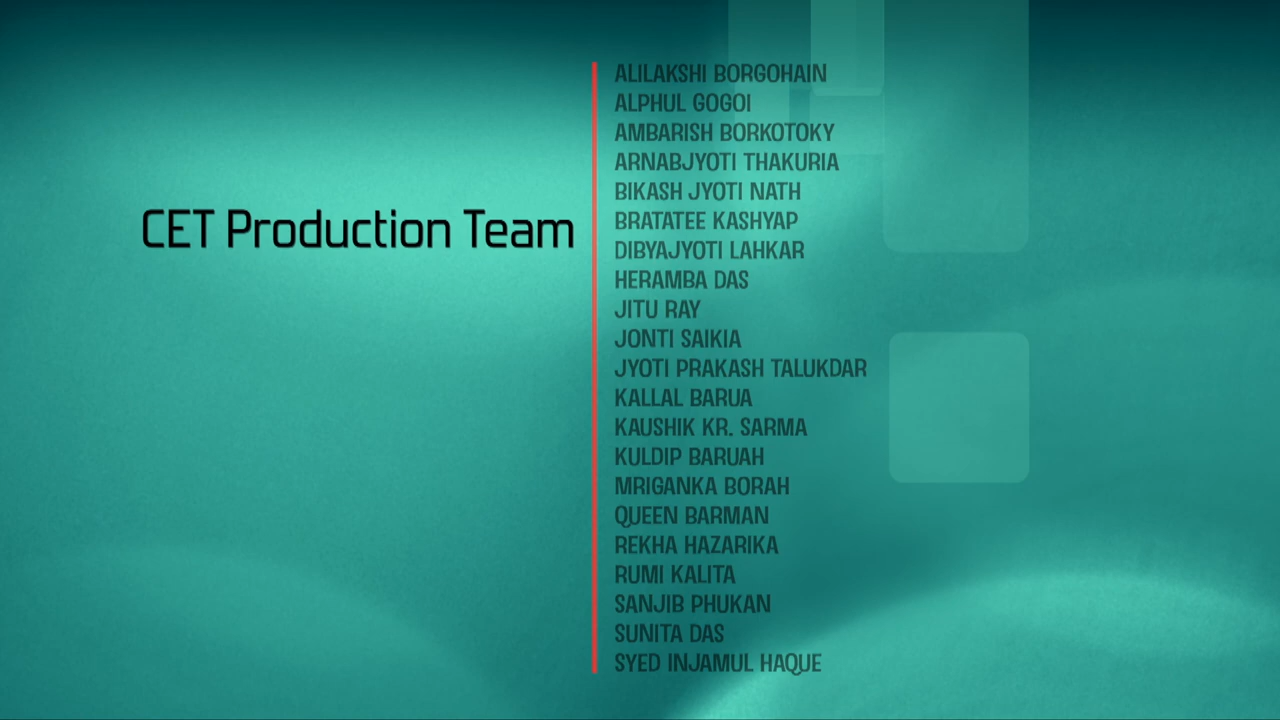 CET Production Team
ALILAKSHI BORGOHAIN
ALPHUL GOGOI
AMBARISH BORKOTOKY
ARNABJYOTI THAKURIA
BIKASH JYOTI NATH
BRATATEE KASHYAP
DIBYAJYOTI LAHKAR
HERAMBA DAS
JITU RAY
JONTI SAIKIA
JYOTI PRAKASH TALUKDAR
KALLAL BARUA
KAUSHIK KR. SARMA
KULDIP BARUAH
MRIGANKA BORAH
QUEEN BARMAN
REKHA HAZARIKA
RUMI KALITA
SANJIB PHUKAN
SUNITA DAS
SYED INJAMUL HAQUE